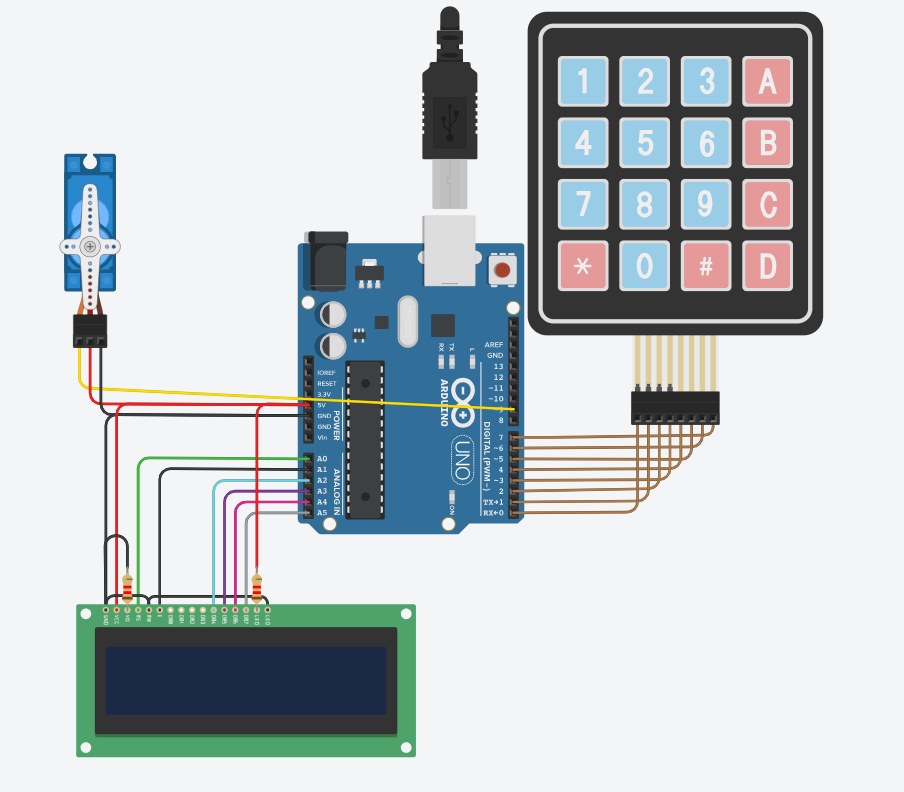 1 2 3 A
4 5 6 B
7 8 9 C
* 0 # D
RX TX L
AREF
GND
13
12
~11
~10
~9
8
7
~6
~5
4
~3
2
TX→1
RX←0
DIGITAL (PWM~)
ARDUINO
UNO
ON
IOREF
RESET
3.3V
5V
GND
GND
Vin
POWER
A0
A1
A2
A3
A4
A5
ANALOG IN
GND VCC V0 RS RW E DB0 DB1 DB2 DB3 DB4 DB5 DB6 DB7 LED LED